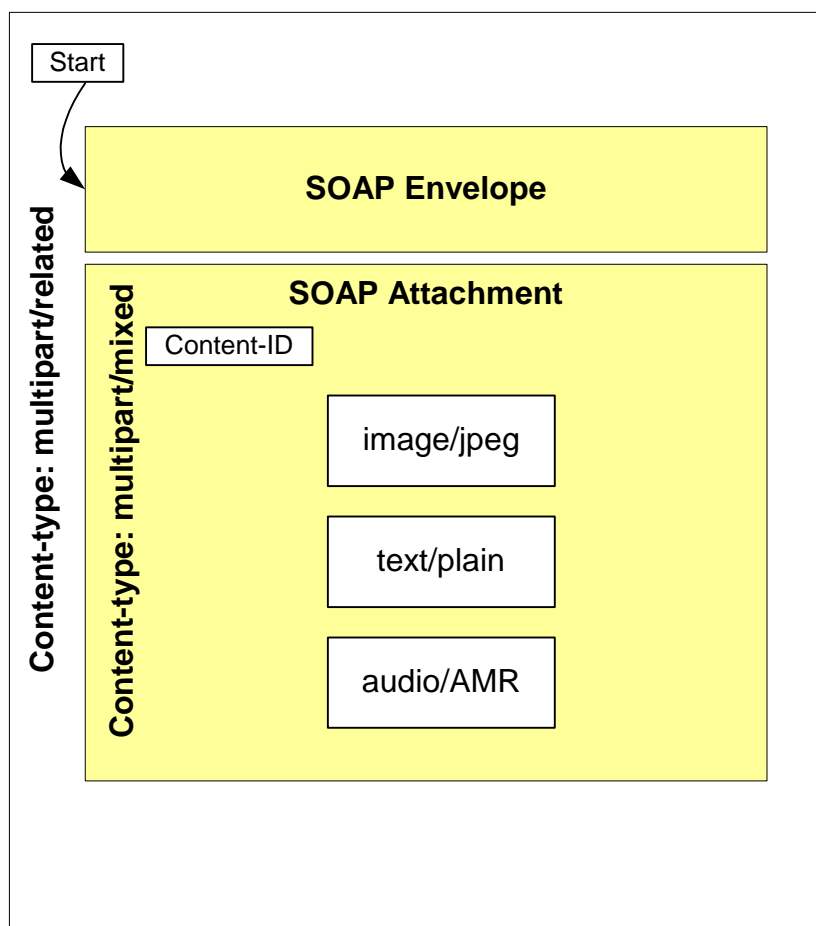 Start
SOAP Envelope
Content-type: multipart/related
SOAP Attachment
Content-type: multipart/mixed
Content-ID
image/jpeg
text/plain
audio/AMR